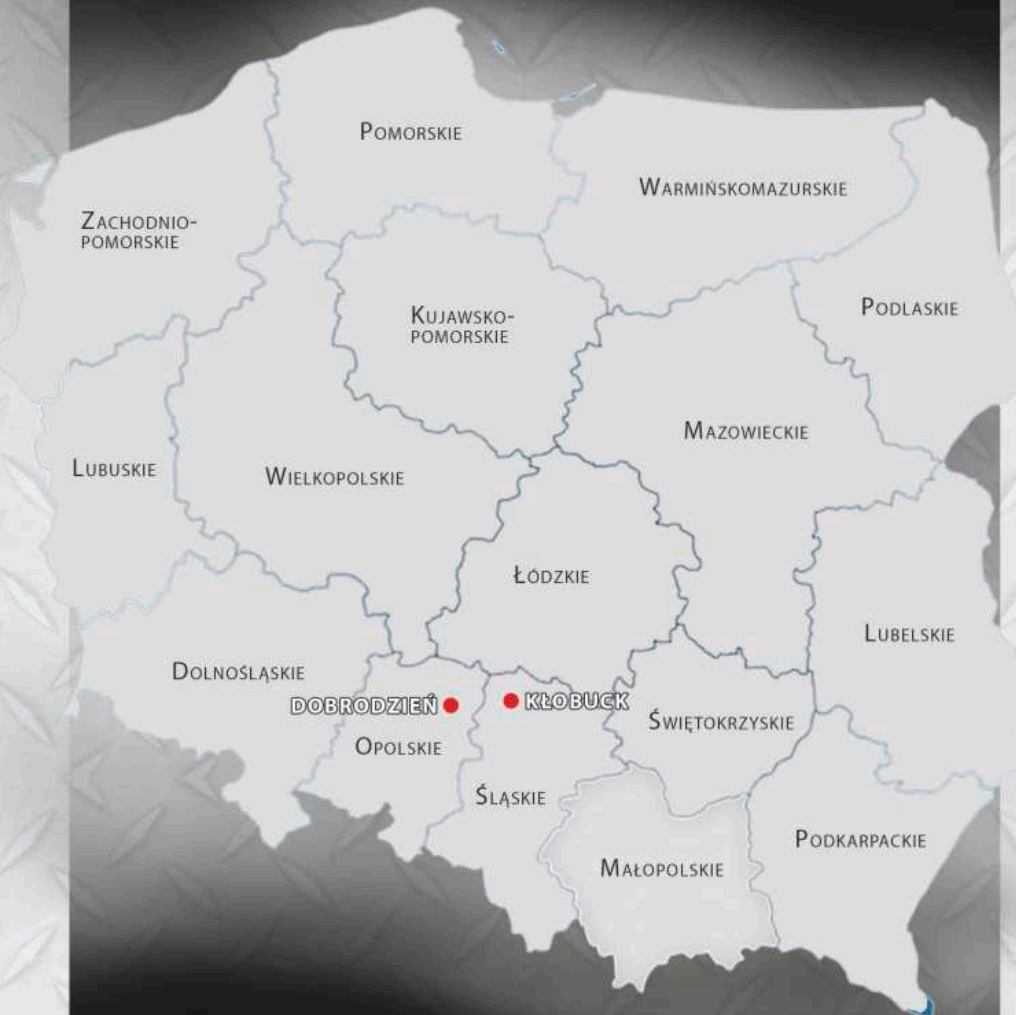 Pomorskie
Warmińskomazurskie
Zachodnio-
pomorskie
Podlaskie
Kujawsko-
pomorskie
Mazowieckie
Lubuskie
Wielkopolskie
Łódzkie
Lubelskie
Dolnośląskie
DOBRODZIEŃ
KŁOBUCK
Świętokrzyskie
Opolskie
Śląskie
Podkarpackie
Małopolskie